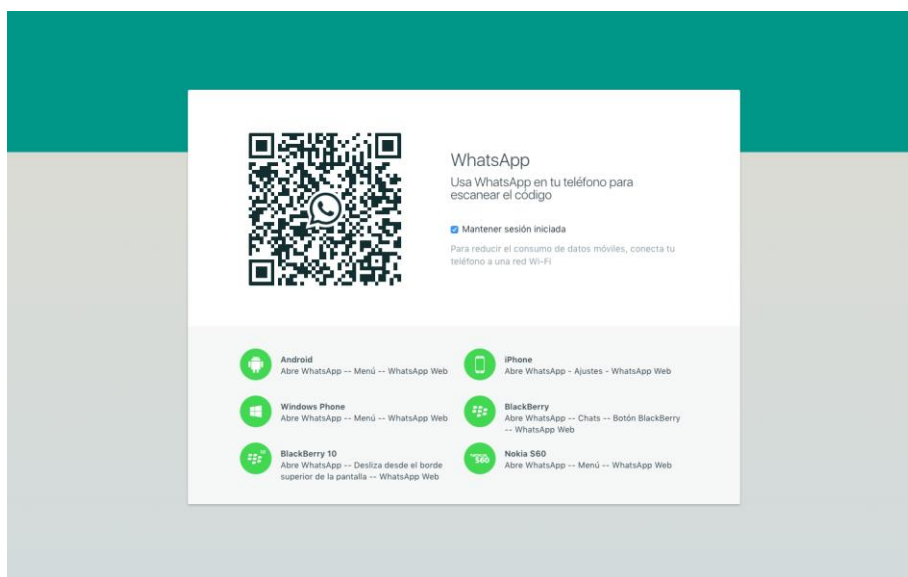 WhatsApp
Usa WhatsApp en tu teléfono para
escanear el código
Mantener sesión iniciada
Para reducir el consumo de datos móviles, conecta tu
teléfono a una red Wi-Fi
Android
Abre WhatsApp -- Menú -- WhatsApp Web
iPhone
Abre WhatsApp - Ajustes - WhatsApp Web
Windows Phone
Abre WhatsApp -- Menú -- WhatsApp Web
BlackBerry
Abre WhatsApp -- Chats -- Botón BlackBerry
-- WhatsApp Web
10
BlackBerry 10
Abre WhatsApp -- Desliza desde el borde
superior de la pantalla -- WhatsApp Web
S60
Nokia S60
Abre WhatsApp -- Menú -- WhatsApp Web